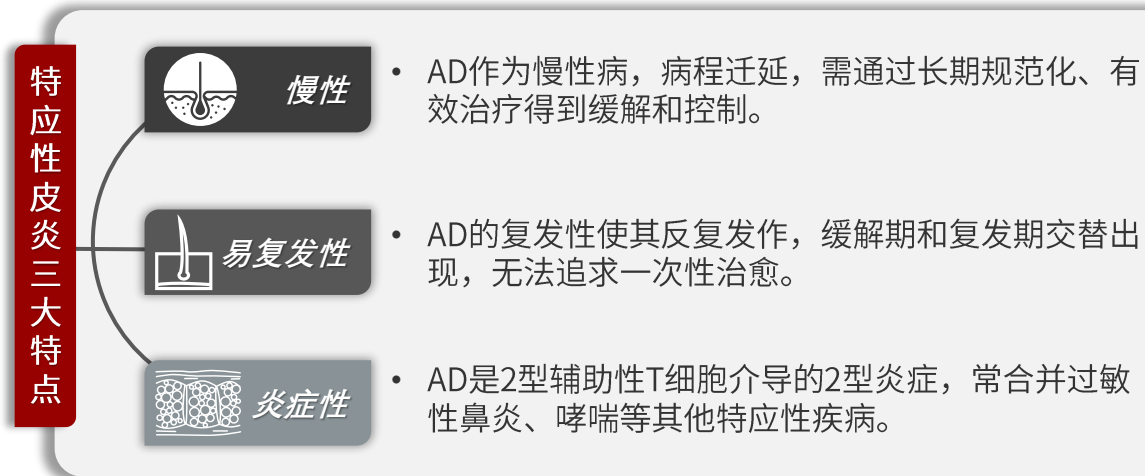 特应性皮炎三大特点
慢性
AD作为慢性病，病程迁延，需通过长期规范化、有
效治疗得到缓解和控制。
易复发性
AD的复发性使其反复发作，缓解期和复发期交替出
现，无法追求一次性治愈。
炎症性
AD是2型辅助性T细胞介导的2型炎症，常合并过敏
性鼻炎、哮喘等其他特应性疾病。